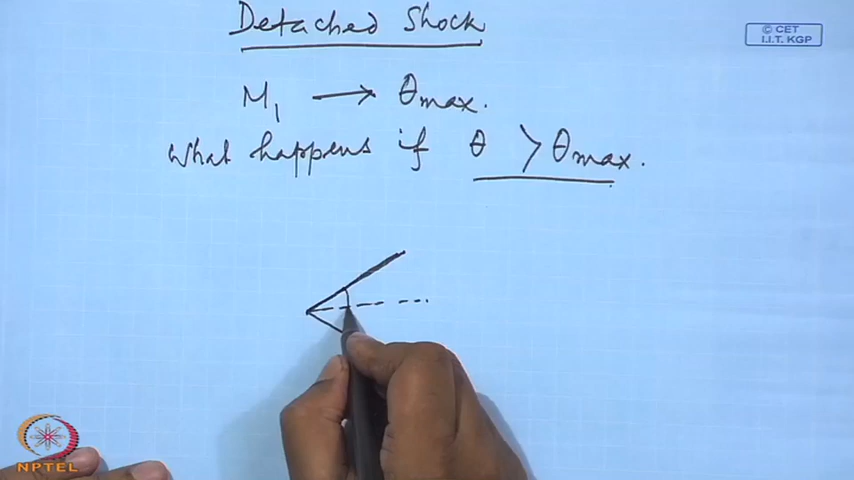 Detached Shock
© CET
I.I.T. KGP
M₁ → θmax.
What happens if θ > θmax.
NPTEL